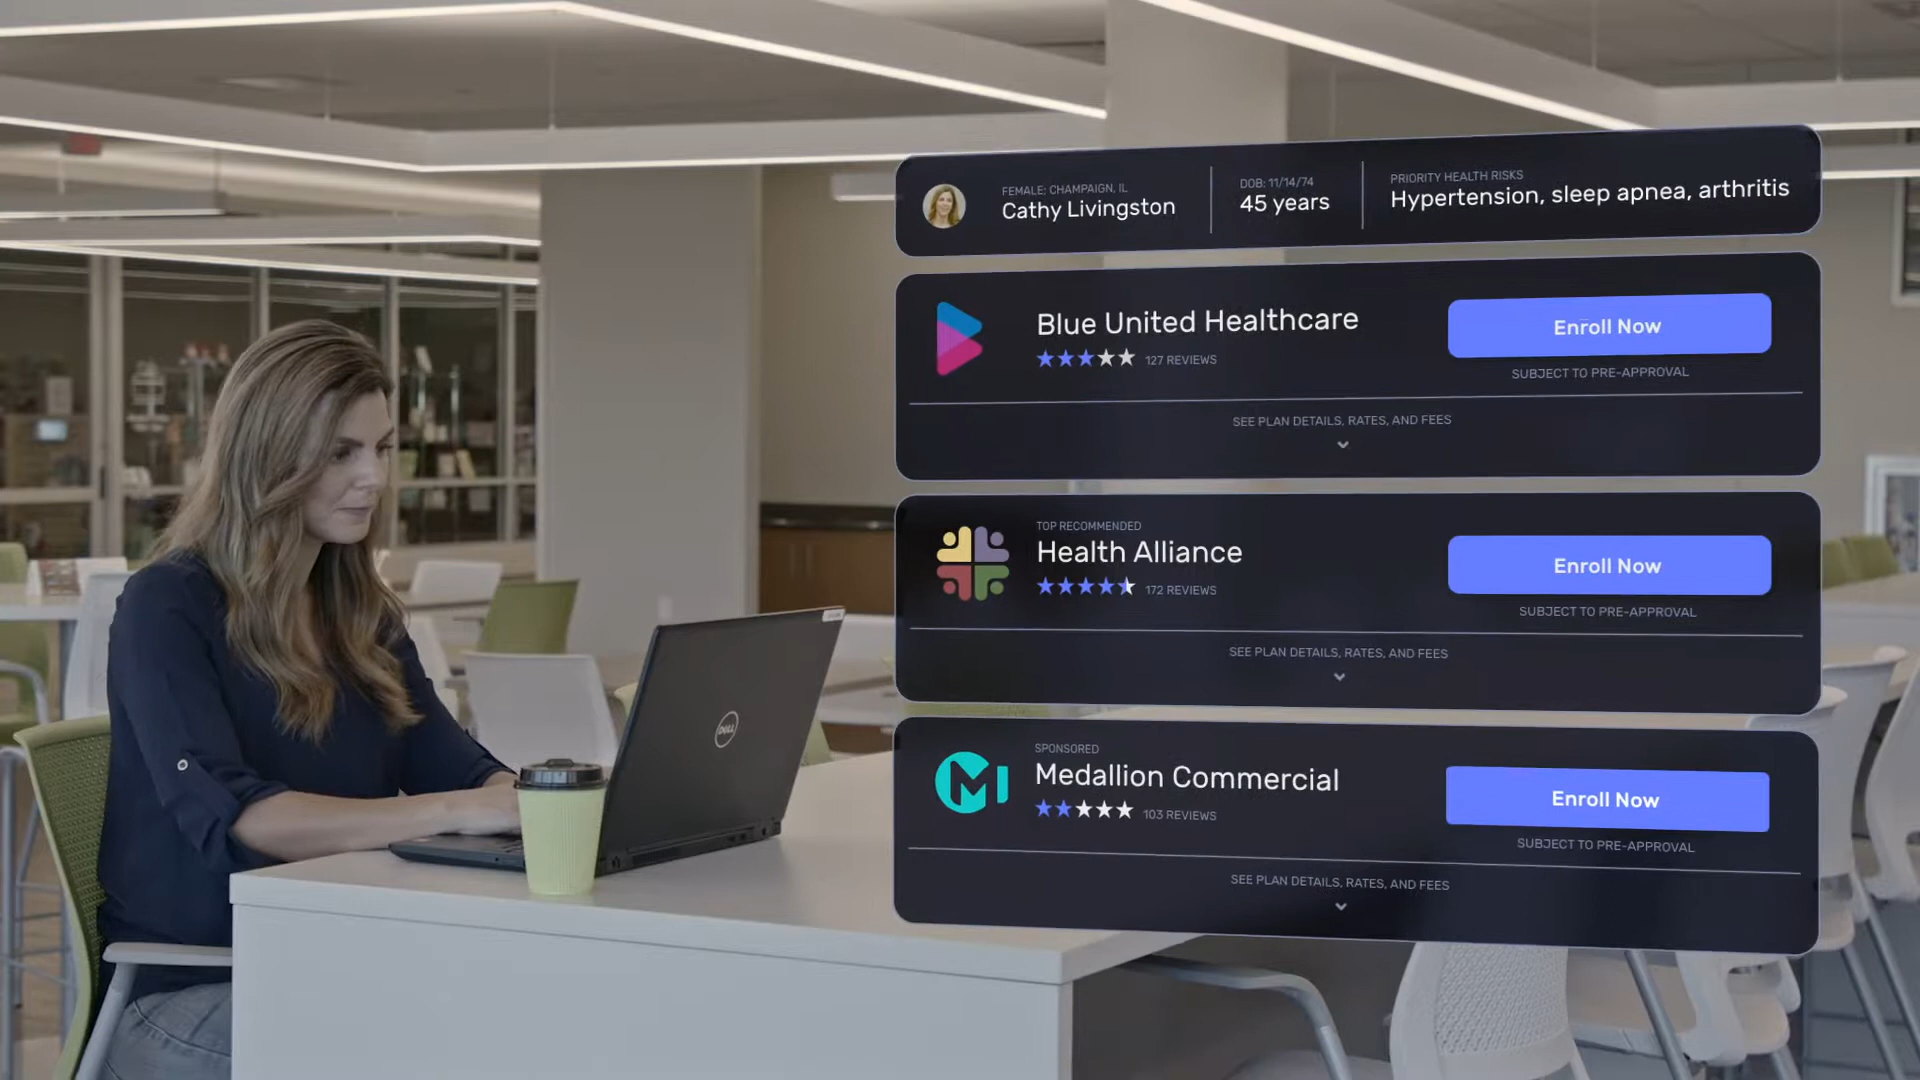 FEMALE; CHAMPAIGN, IL
Cathy Livingston
DOB: 11/14/74
45 years
PRIORITY HEALTH RISKS
Hypertension, sleep apnea, arthritis
Blue United Healthcare
127 REVIEWS
Enroll Now
SUBJECT TO PRE-APPROVAL
SEE PLAN DETAILS, RATES, AND FEES
TOP RECOMMENDED
Health Alliance
172 REVIEWS
Enroll Now
SUBJECT TO PRE-APPROVAL
SEE PLAN DETAILS, RATES, AND FEES
SPONSORED
Medallion Commercial
103 REVIEWS
Enroll Now
SUBJECT TO PRE-APPROVAL
SEE PLAN DETAILS, RATES, AND FEES
DELL